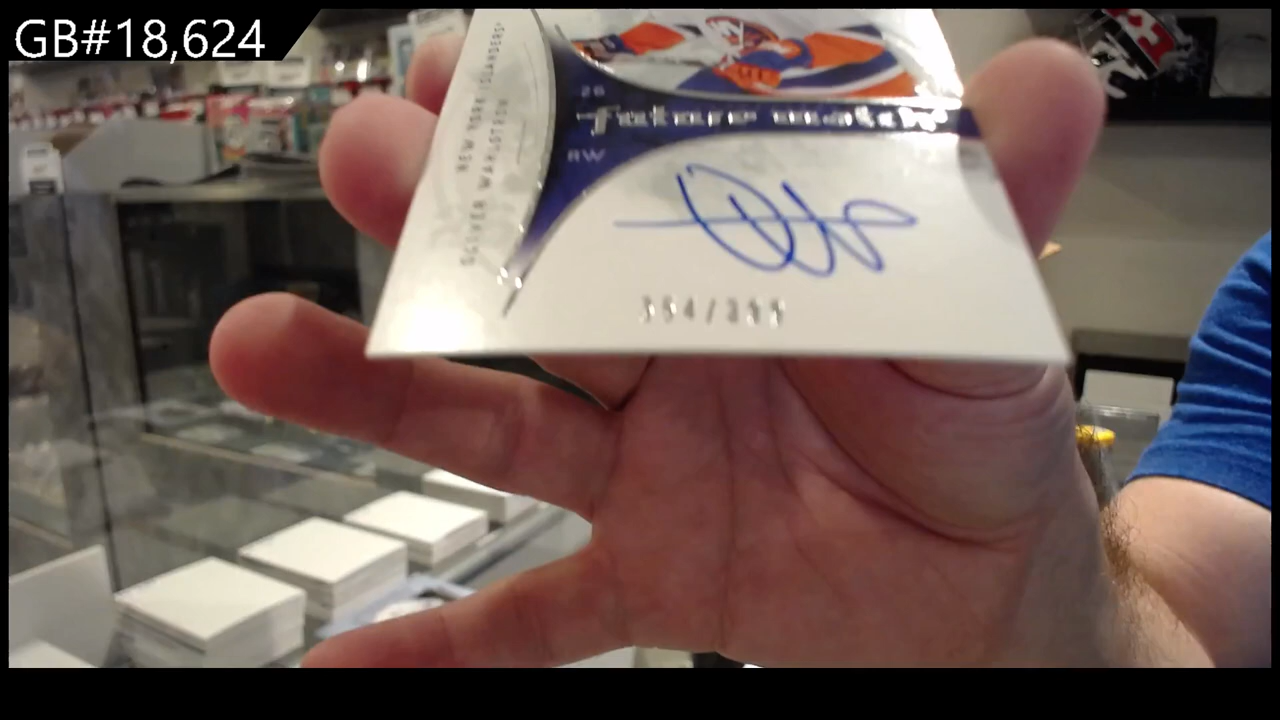 GB#18,624
NEW YORK ISLANDERS
OLIVER WAHLSTROM
26
Future Watch
RW